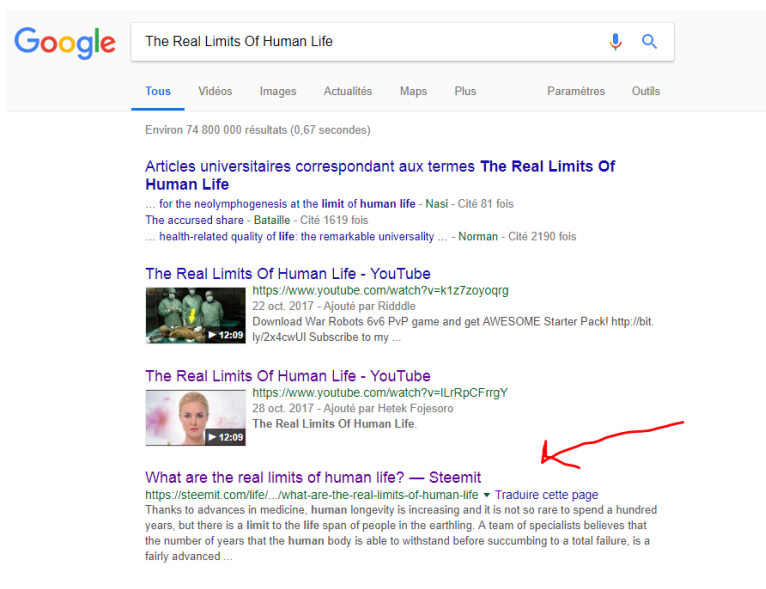 Google
The Real Limits Of Human Life
Tous Vidéos Images Actualités Maps Plus Paramètres Outils
Environ 74 800 000 résultats (0,67 secondes)
Articles universitaires correspondant aux termes The Real Limits Of
Human Life
... for the neolymphogenesis at the limit of human life - Nasi - Cité 81 fois
The accursed share - Bataille - Cité 1619 fois
... health-related quality of life: the remarkable universality ... - Norman - Cité 2190 fois
The Real Limits Of Human Life - YouTube
https://www.youtube.com/watch?v=k1z7zoyoqrg
22 oct. 2017 - Ajouté par Ridddle
Download War Robots 6v6 PvP game and get AWESOME Starter Pack! http://bit.
ly/2x4cwUI Subscribe to my ...
12:09
The Real Limits Of Human Life - YouTube
https://www.youtube.com/watch?v=ILrRpCFrrgY
28 oct. 2017 - Ajouté par Hetek Fojesoro
The Real Limits Of Human Life.
12:09
What are the real limits of human life? — Steemit
https://steemit.com/life/.../what-are-the-real-limits-of-human-life Traduire cette page
Thanks to advances in medicine, human longevity is increasing and it is not so rare to spend a hundred
years, but there is a limit to the life span of people in the earthling. A team of specialists believes that
the number of years that the human body is able to withstand before succumbing to a total failure, is a
fairly advanced ...